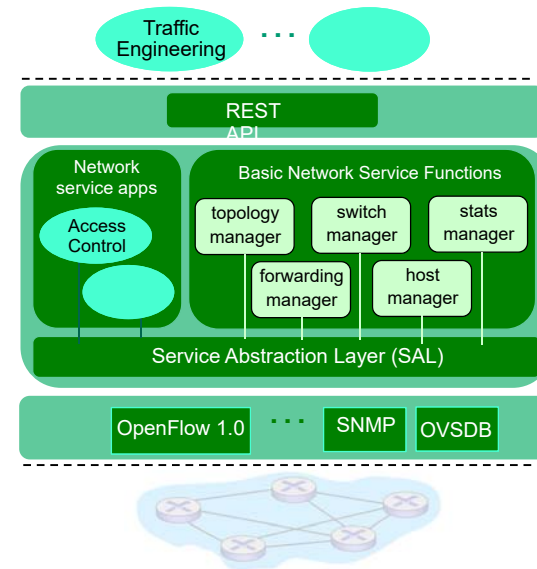 Traffic
Engineering
REST
API
Network
service apps
Basic Network Service Functions
Access
Control
topology
manager
switch
manager
stats
manager
forwarding
manager
host
manager
Service Abstraction Layer (SAL)
OpenFlow 1.0
SNMP
OVSDB